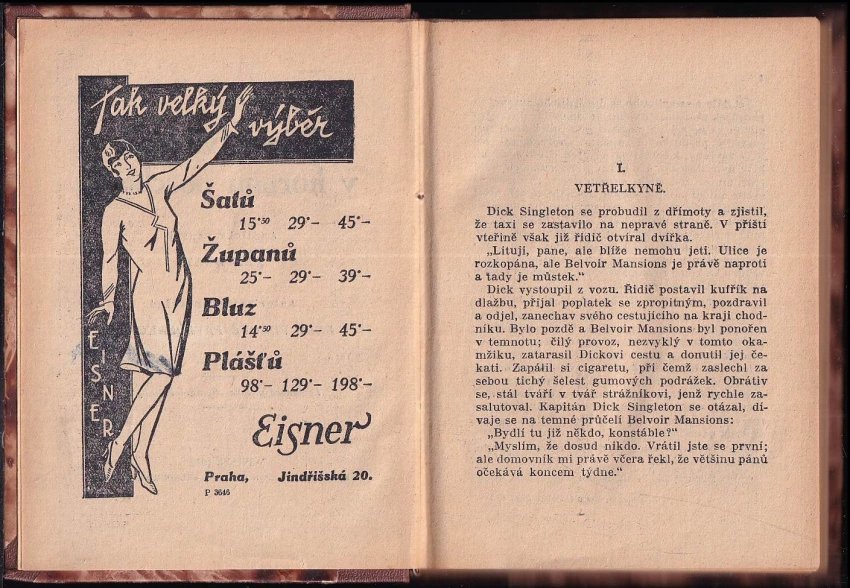 Tak velký
výběr
Šatů
15·50 29·– 45·–
Županů
25·– 29·– 39·–
Bluz
14·50 29·– 45·–
Plášťů
98·– 129·– 198·–
EISNER
Eisner
Praha, Jindřišská 20.
P 3646
I.
VETŘELKYNĚ.
Dick Singleton se probudil z dřímoty a zjistil,
že taxi se zastavilo na nepravé straně. V příští
vteřině však již řidič otvíral dvířka.
„Lituji, pane, ale blíže nemohu jeti. Ulice je
rozkopána, ale Belvoir Mansions je právě naproti
a tady je můstek.“
Dick vystoupil z vozu. Řidič postavil kufřík na
dlažbu, přijal poplatek se zpropitným, pozdravil
a odjel, zanechav svého cestujícího na kraji chod-
níku. Bylo pozdě a Belvoir Mansions byl ponořen
v temnotu; čilý provoz, nezvyklý v tomto oka-
mžiku, zatarasil Dickovi cestu a donutil jej če-
kati. Zapálil si cigaretu, při čemž zaslechl za
sebou tichý šelest gumových podrážek. Obrátiv
se, stál tváří v tvář strážníkovi, jenž rychle za-
salutoval. Kapitán Dick Singleton se otázal, dí-
vaje se na temné průčelí Belvoir Mansions:
„Bydlí tu již někdo, konstáble?“
„Myslím, že dosud nikdo. Vrátil jste se první;
ale domovník mi právě včera řekl, že většinu pánů
očekává koncem týdne.“